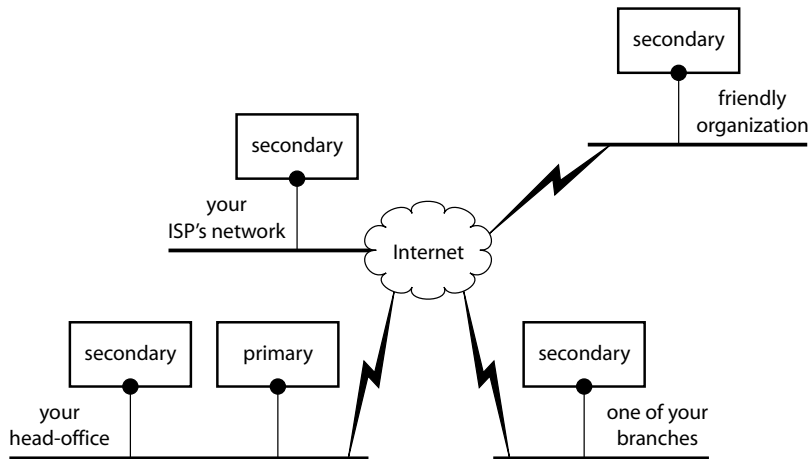 secondary
friendly
organization
secondary
your
ISP's network
Internet
secondary
primary
secondary
your
head-office
one of your
branches